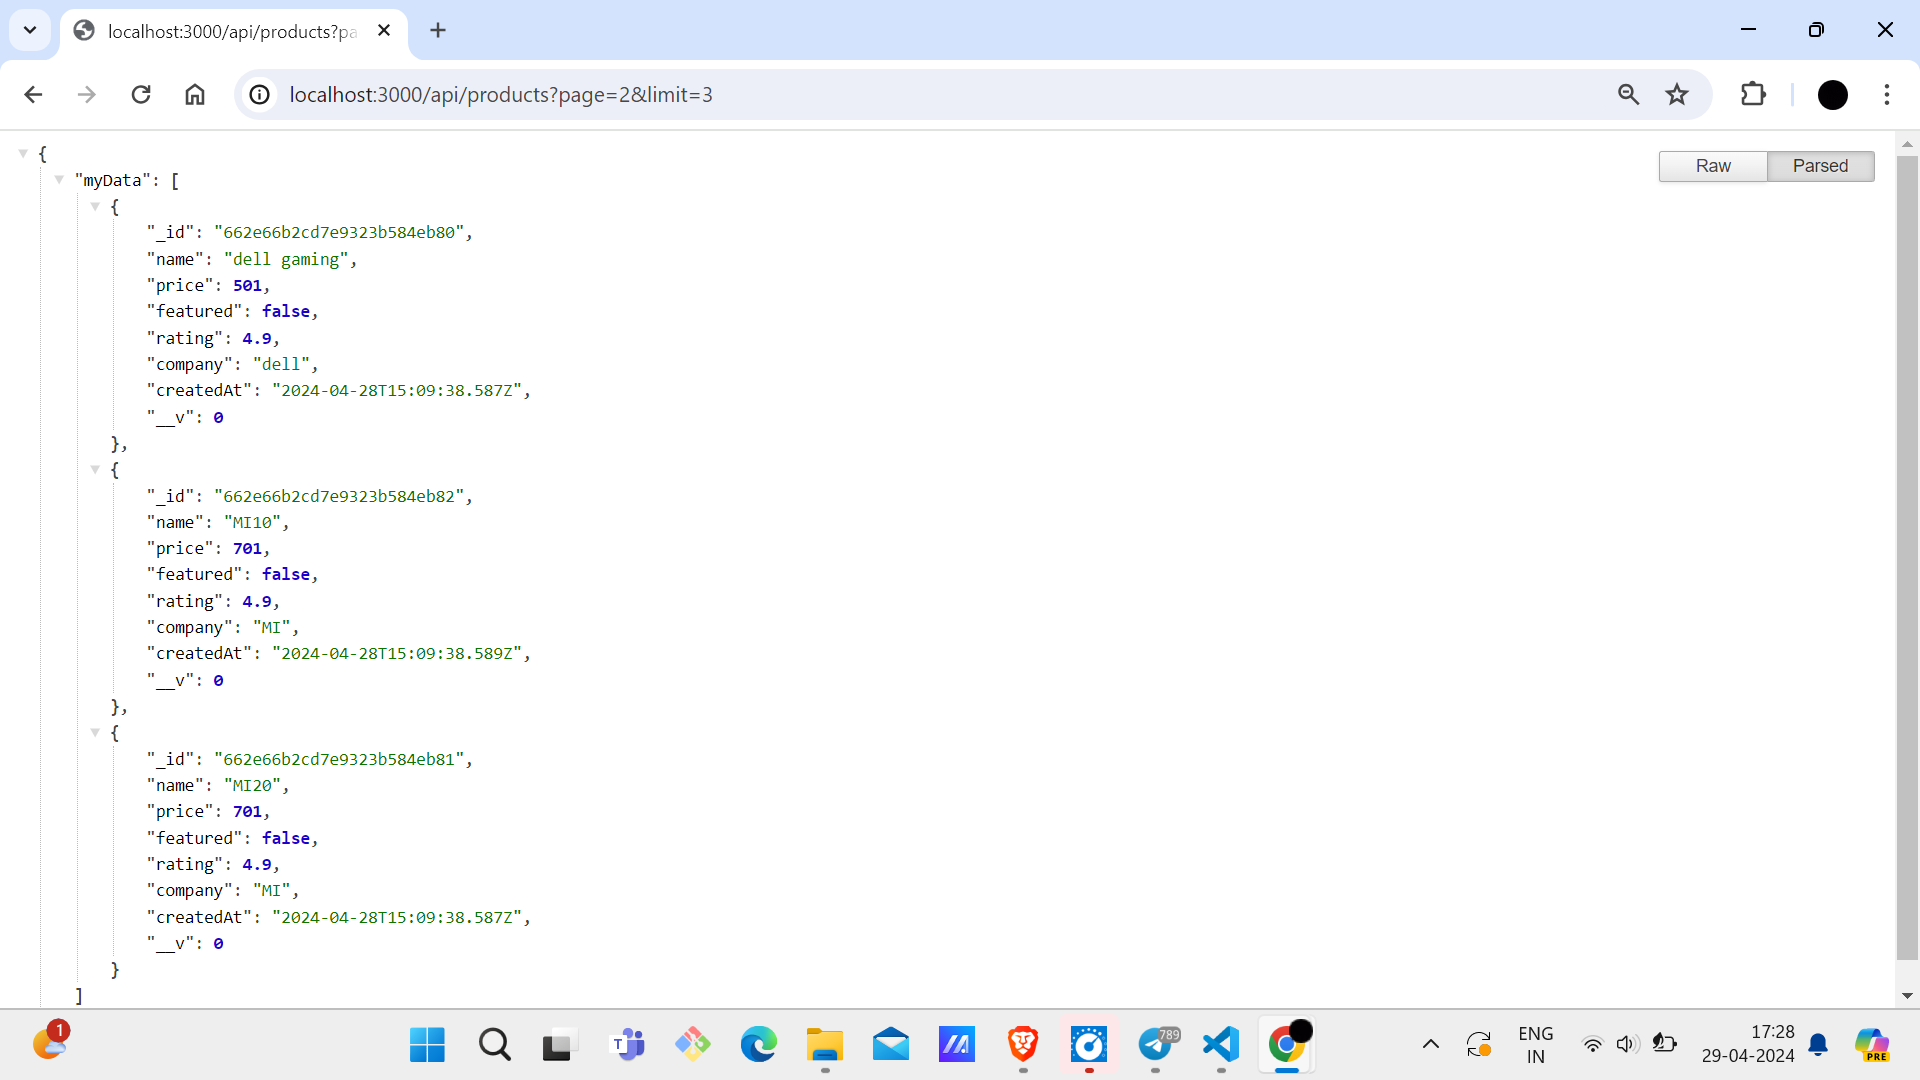 localhost:3000/api/products?pa
localhost:3000/api/products?page=2&limit=3
Raw
Parsed
{
"myData": [
{
"_id": "662e66b2cd7e9323b584eb80",
"name": "dell gaming",
"price": 501,
"featured": false,
"rating": 4.9,
"company": "dell",
"createdAt": "2024-04-28T15:09:38.587Z",
"__v": 0
},
{
"_id": "662e66b2cd7e9323b584eb82",
"name": "MI10",
"price": 701,
"featured": false,
"rating": 4.9,
"company": "MI",
"createdAt": "2024-04-28T15:09:38.589Z",
"__v": 0
},
{
"_id": "662e66b2cd7e9323b584eb81",
"name": "MI20",
"price": 701,
"featured": false,
"rating": 4.9,
"company": "MI",
"createdAt": "2024-04-28T15:09:38.587Z",
"__v": 0
}
]
1
T
789
ENG
IN
17:28
29-04-2024
PRE